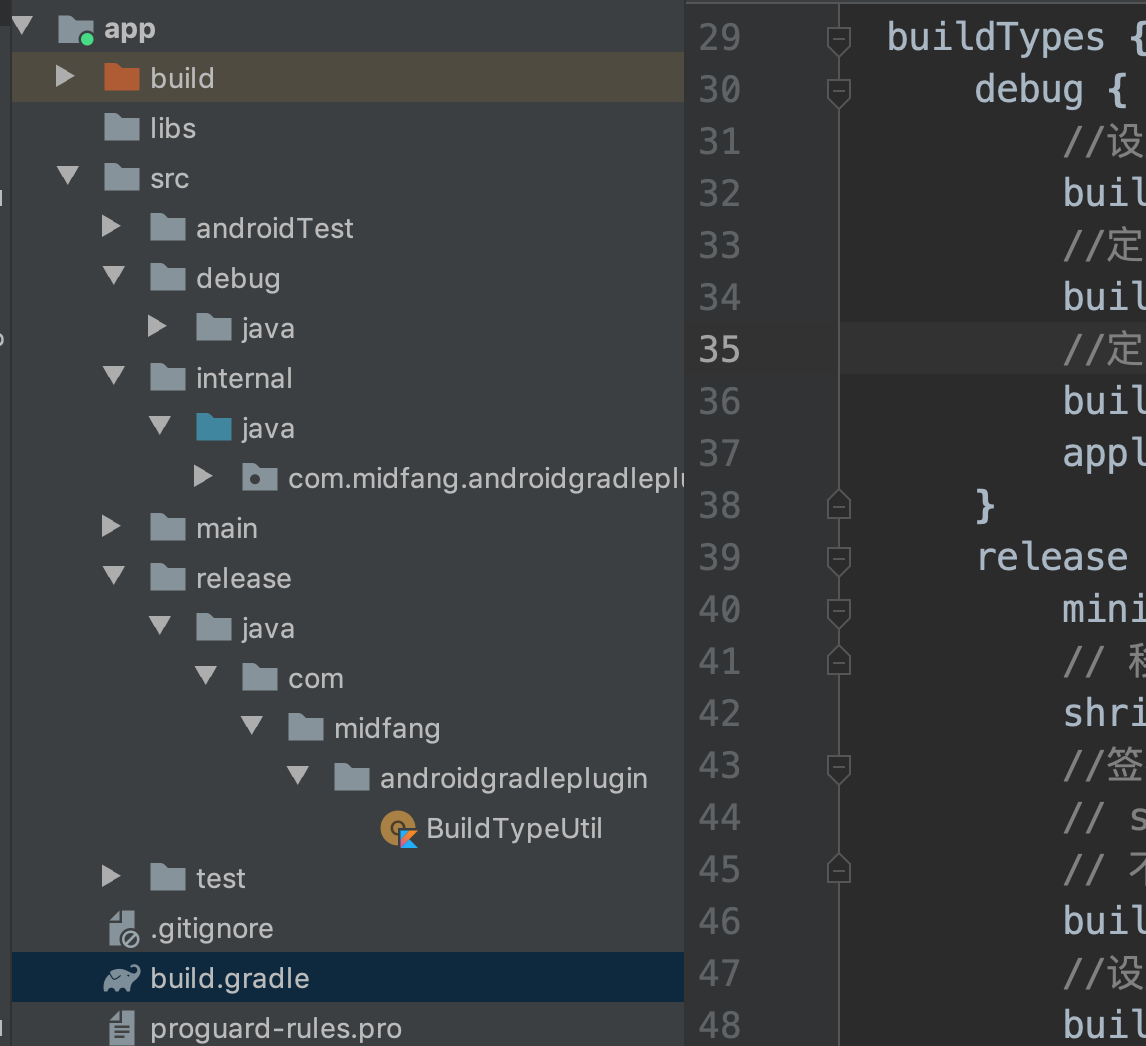 app
build
libs
src
androidTest
debug
java
internal
java
com.midfang.androidgradleplu
main
release
java
com
midfang
androidgradleplugin
BuildTypeUtil
test
.gitignore
build.gradle
proguard-rules.pro
29 buildTypes {
30 debug {
31 //设
32 buil
33 //定
34 buil
35 //定
36 buil
37 appl
38 }
39 release
40 mini
41 // 移
42 shri
43 //签
44 // s
45 // 不
46 buil
47 //设
48 buil